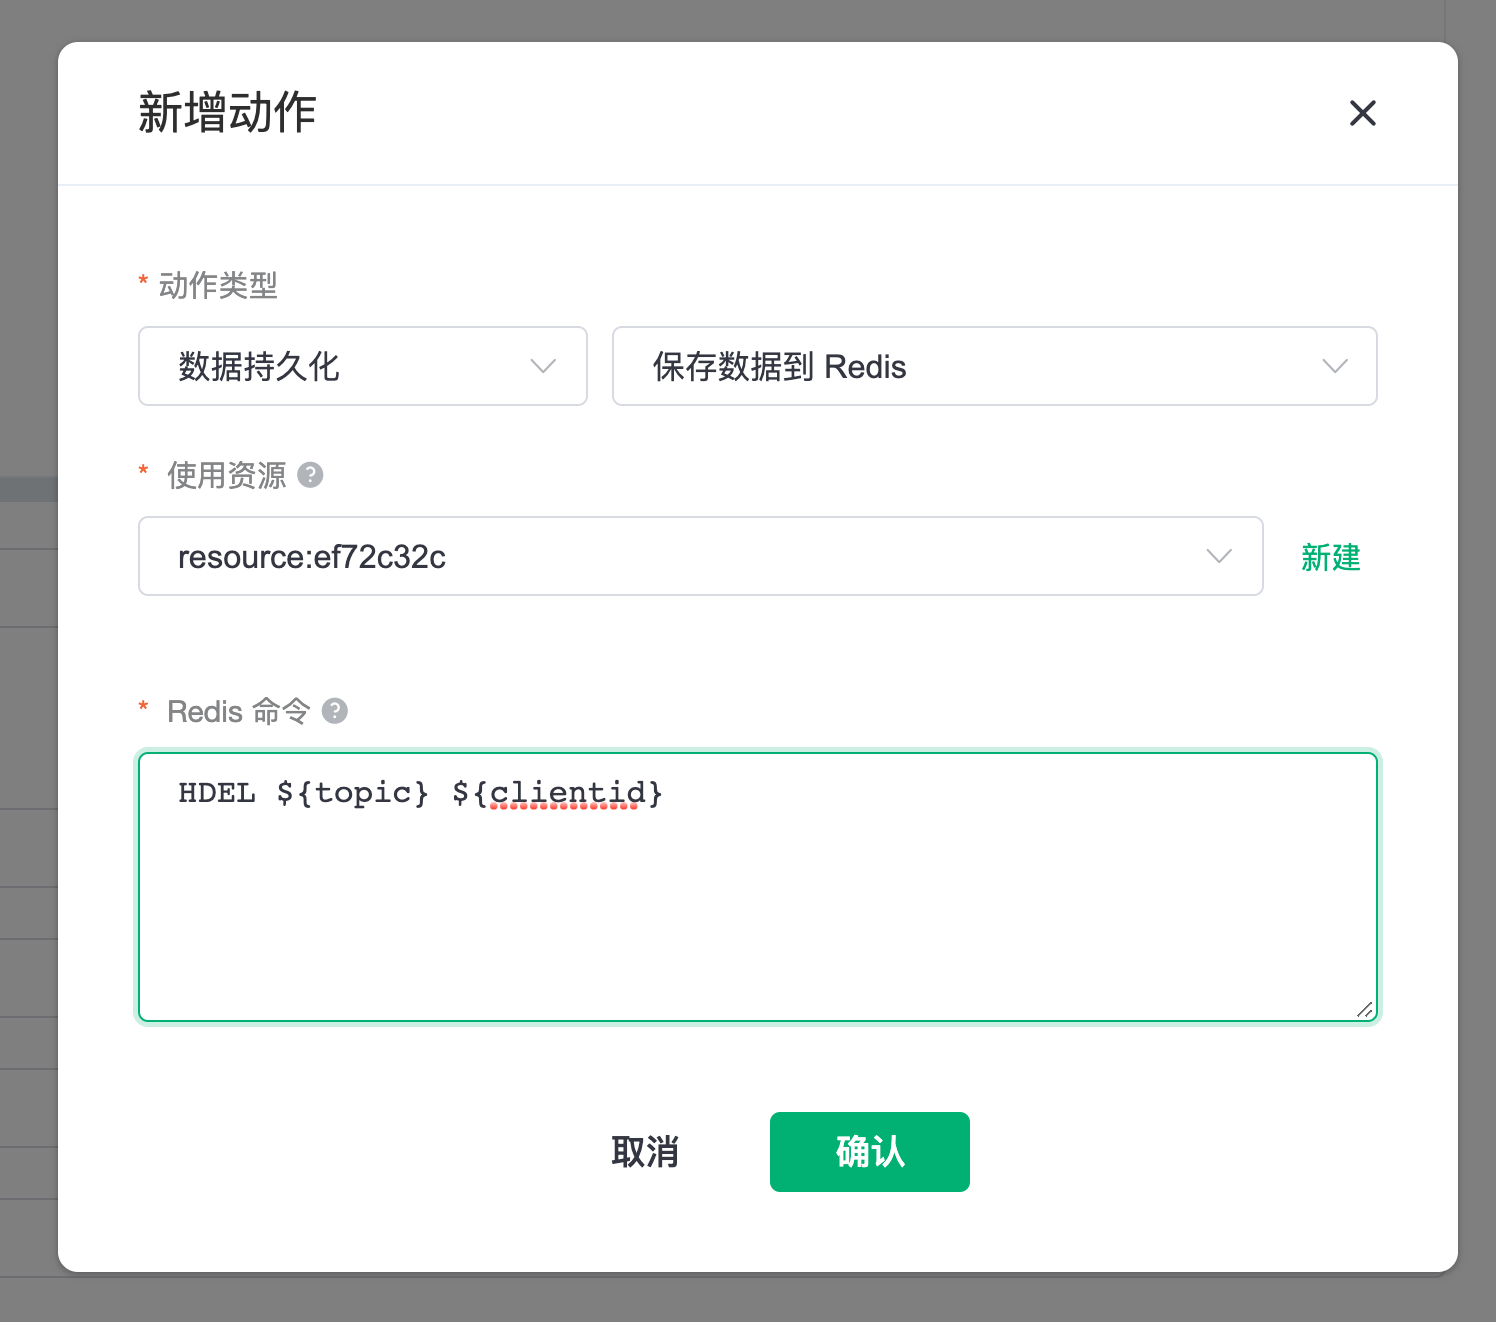 新增动作
* 动作类型
数据持久化
保存数据到 Redis
* 使用资源 ?
resource:ef72c32c
新建
* Redis 命令 ?
HDEL ${topic} ${clientid}
取消
确认